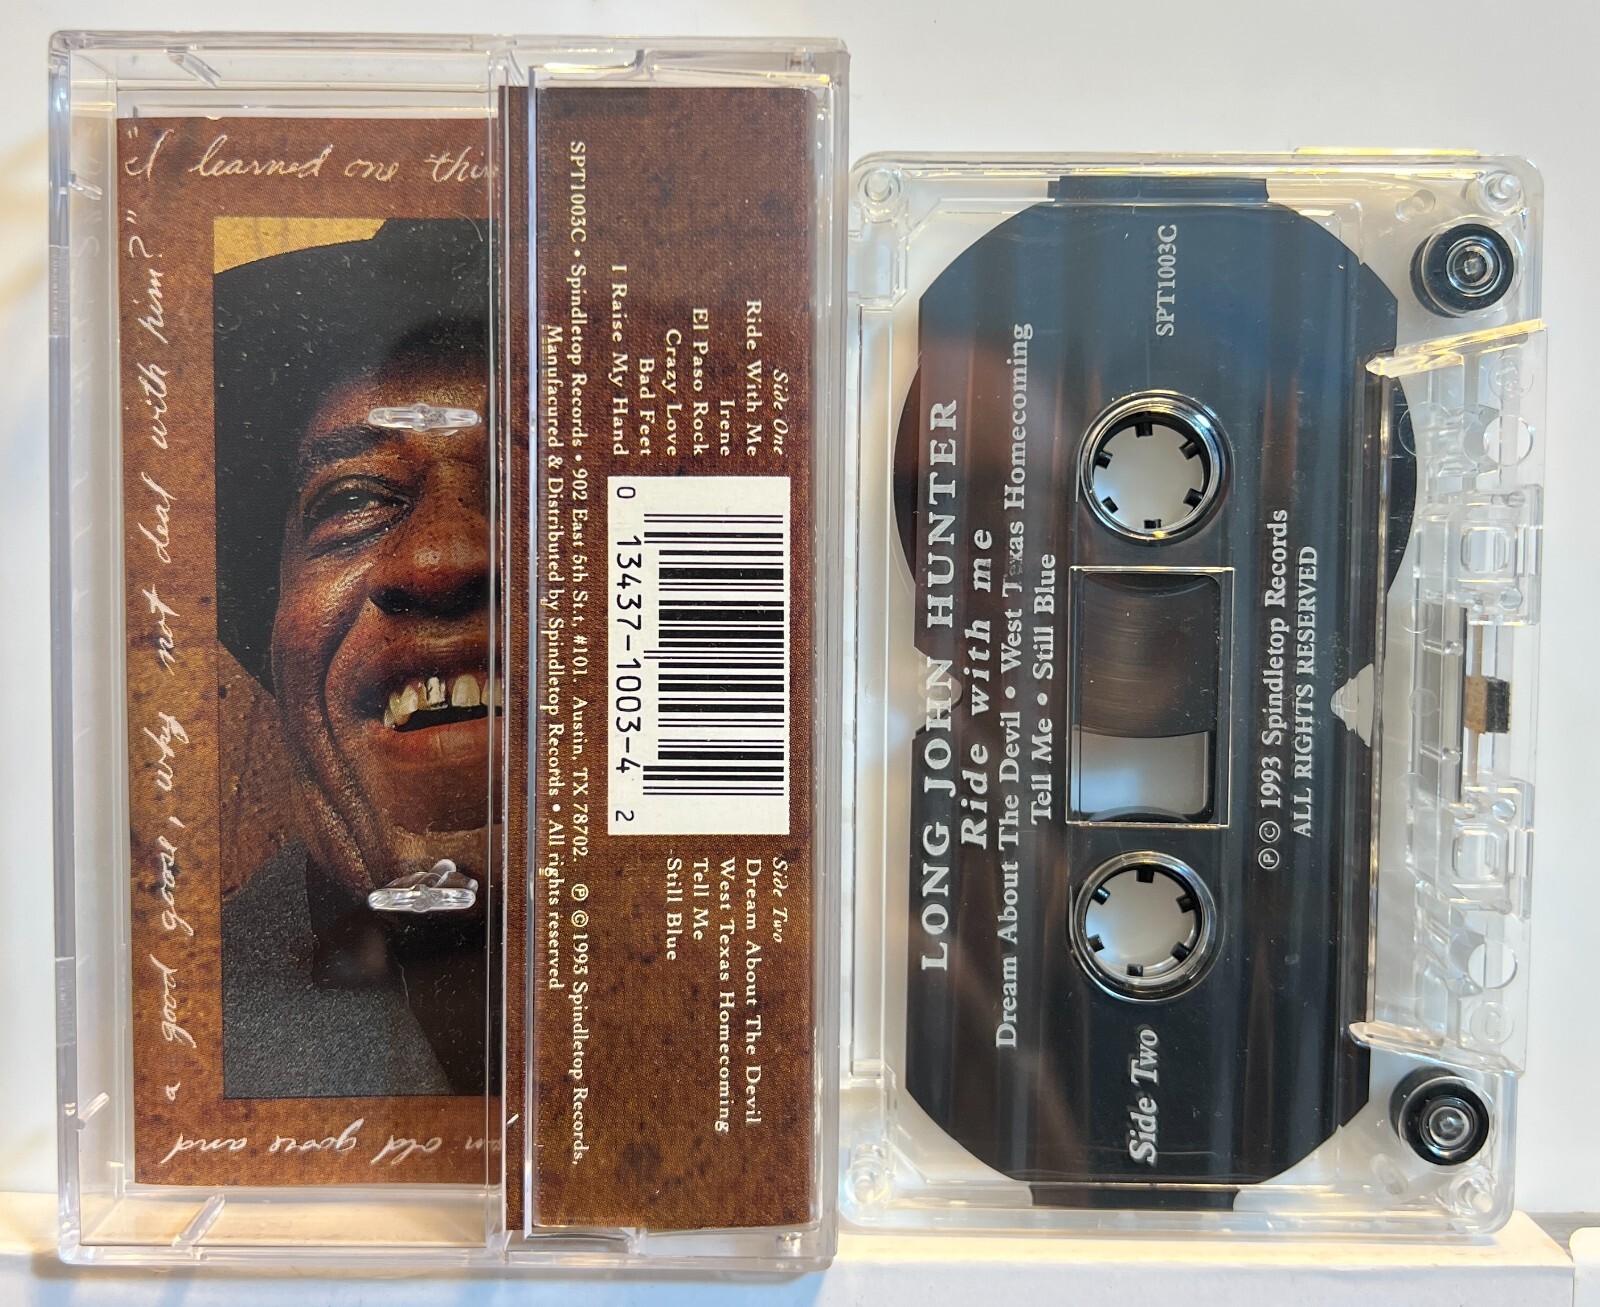 "I learned one
a good goose, why not deal with him?"
an old goose and
Side One
Ride With Me
Irene
El Paso Rock
Crazy Love
Bad Feet
I Raise My Hand
0 13437-1003-4 2
Side Two
Dream About The Devil
West Texas Homecoming
Tell Me
Still Blue
SPT1003C • Spindletop Records • 902 East 5th St.t, #101. Austin, TX 78702. ℗ © 1993 Spindletop Records,
Manufacured & Distributed by Spindletop Records • All rights reserved
LONG JOHN HUNTER
Ride with me
Dream About The Devil • West Texas Homecoming
Tell Me • Still Blue
SPT1003C
Side Two
℗ © 1993 Spindletop Records
ALL RIGHTS RESERVED